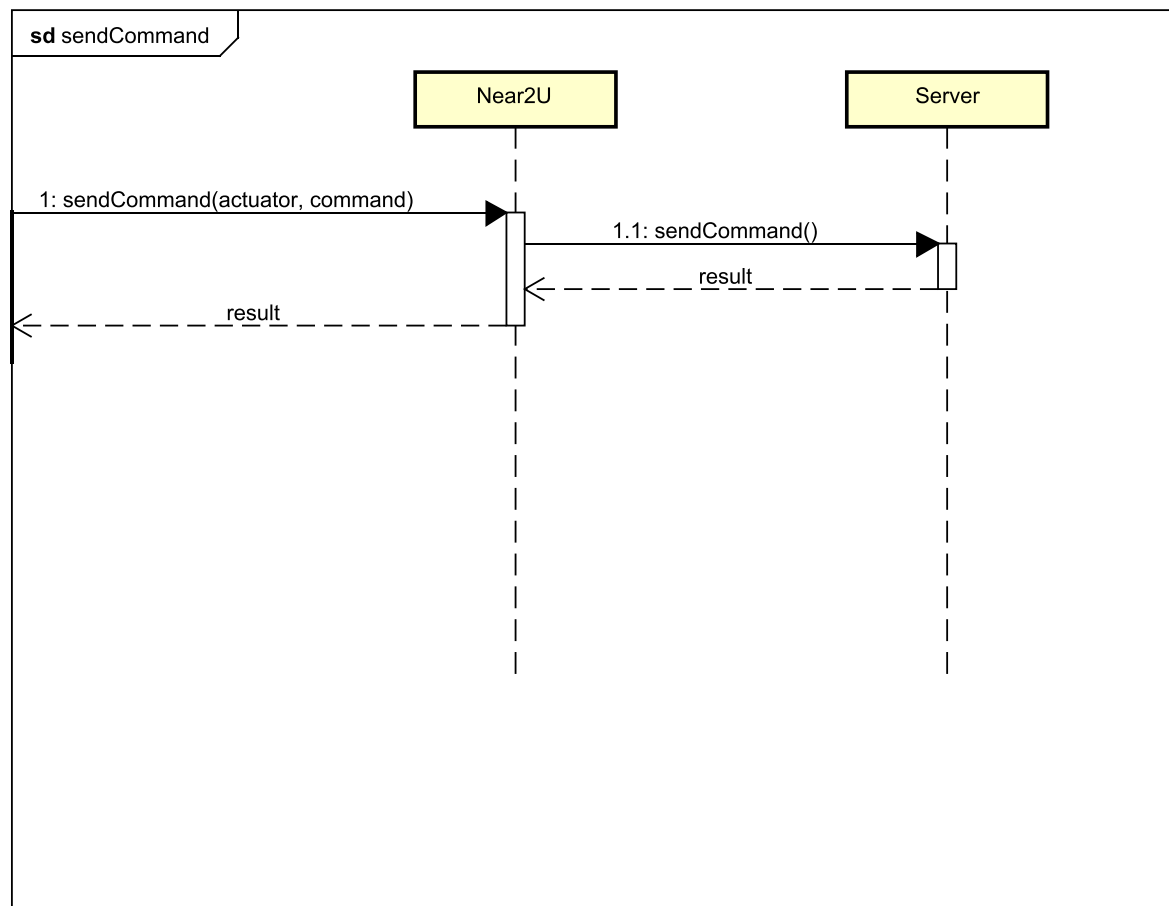 sd sendCommand
Near2U
Server
1: sendCommand(actuator, command)
1.1: sendCommand()
result
result